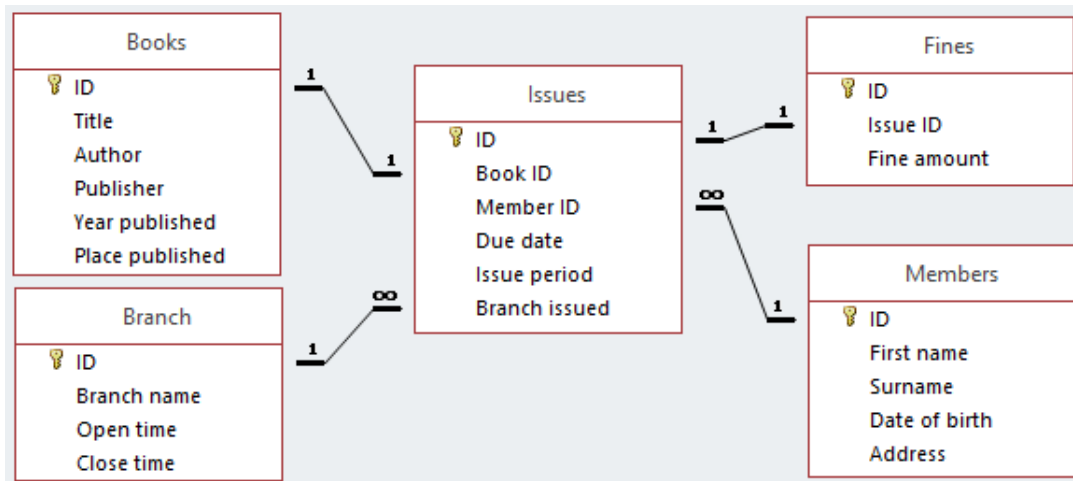 Books
ID
Title
Author
Publisher
Year published
Place published
Branch
ID
Branch name
Open time
Close time
1
1
1
∞
Issues
ID
Book ID
Member ID
Due date
Issue period
Branch issued
1
1
∞
1
Fines
ID
Issue ID
Fine amount
Members
ID
First name
Surname
Date of birth
Address